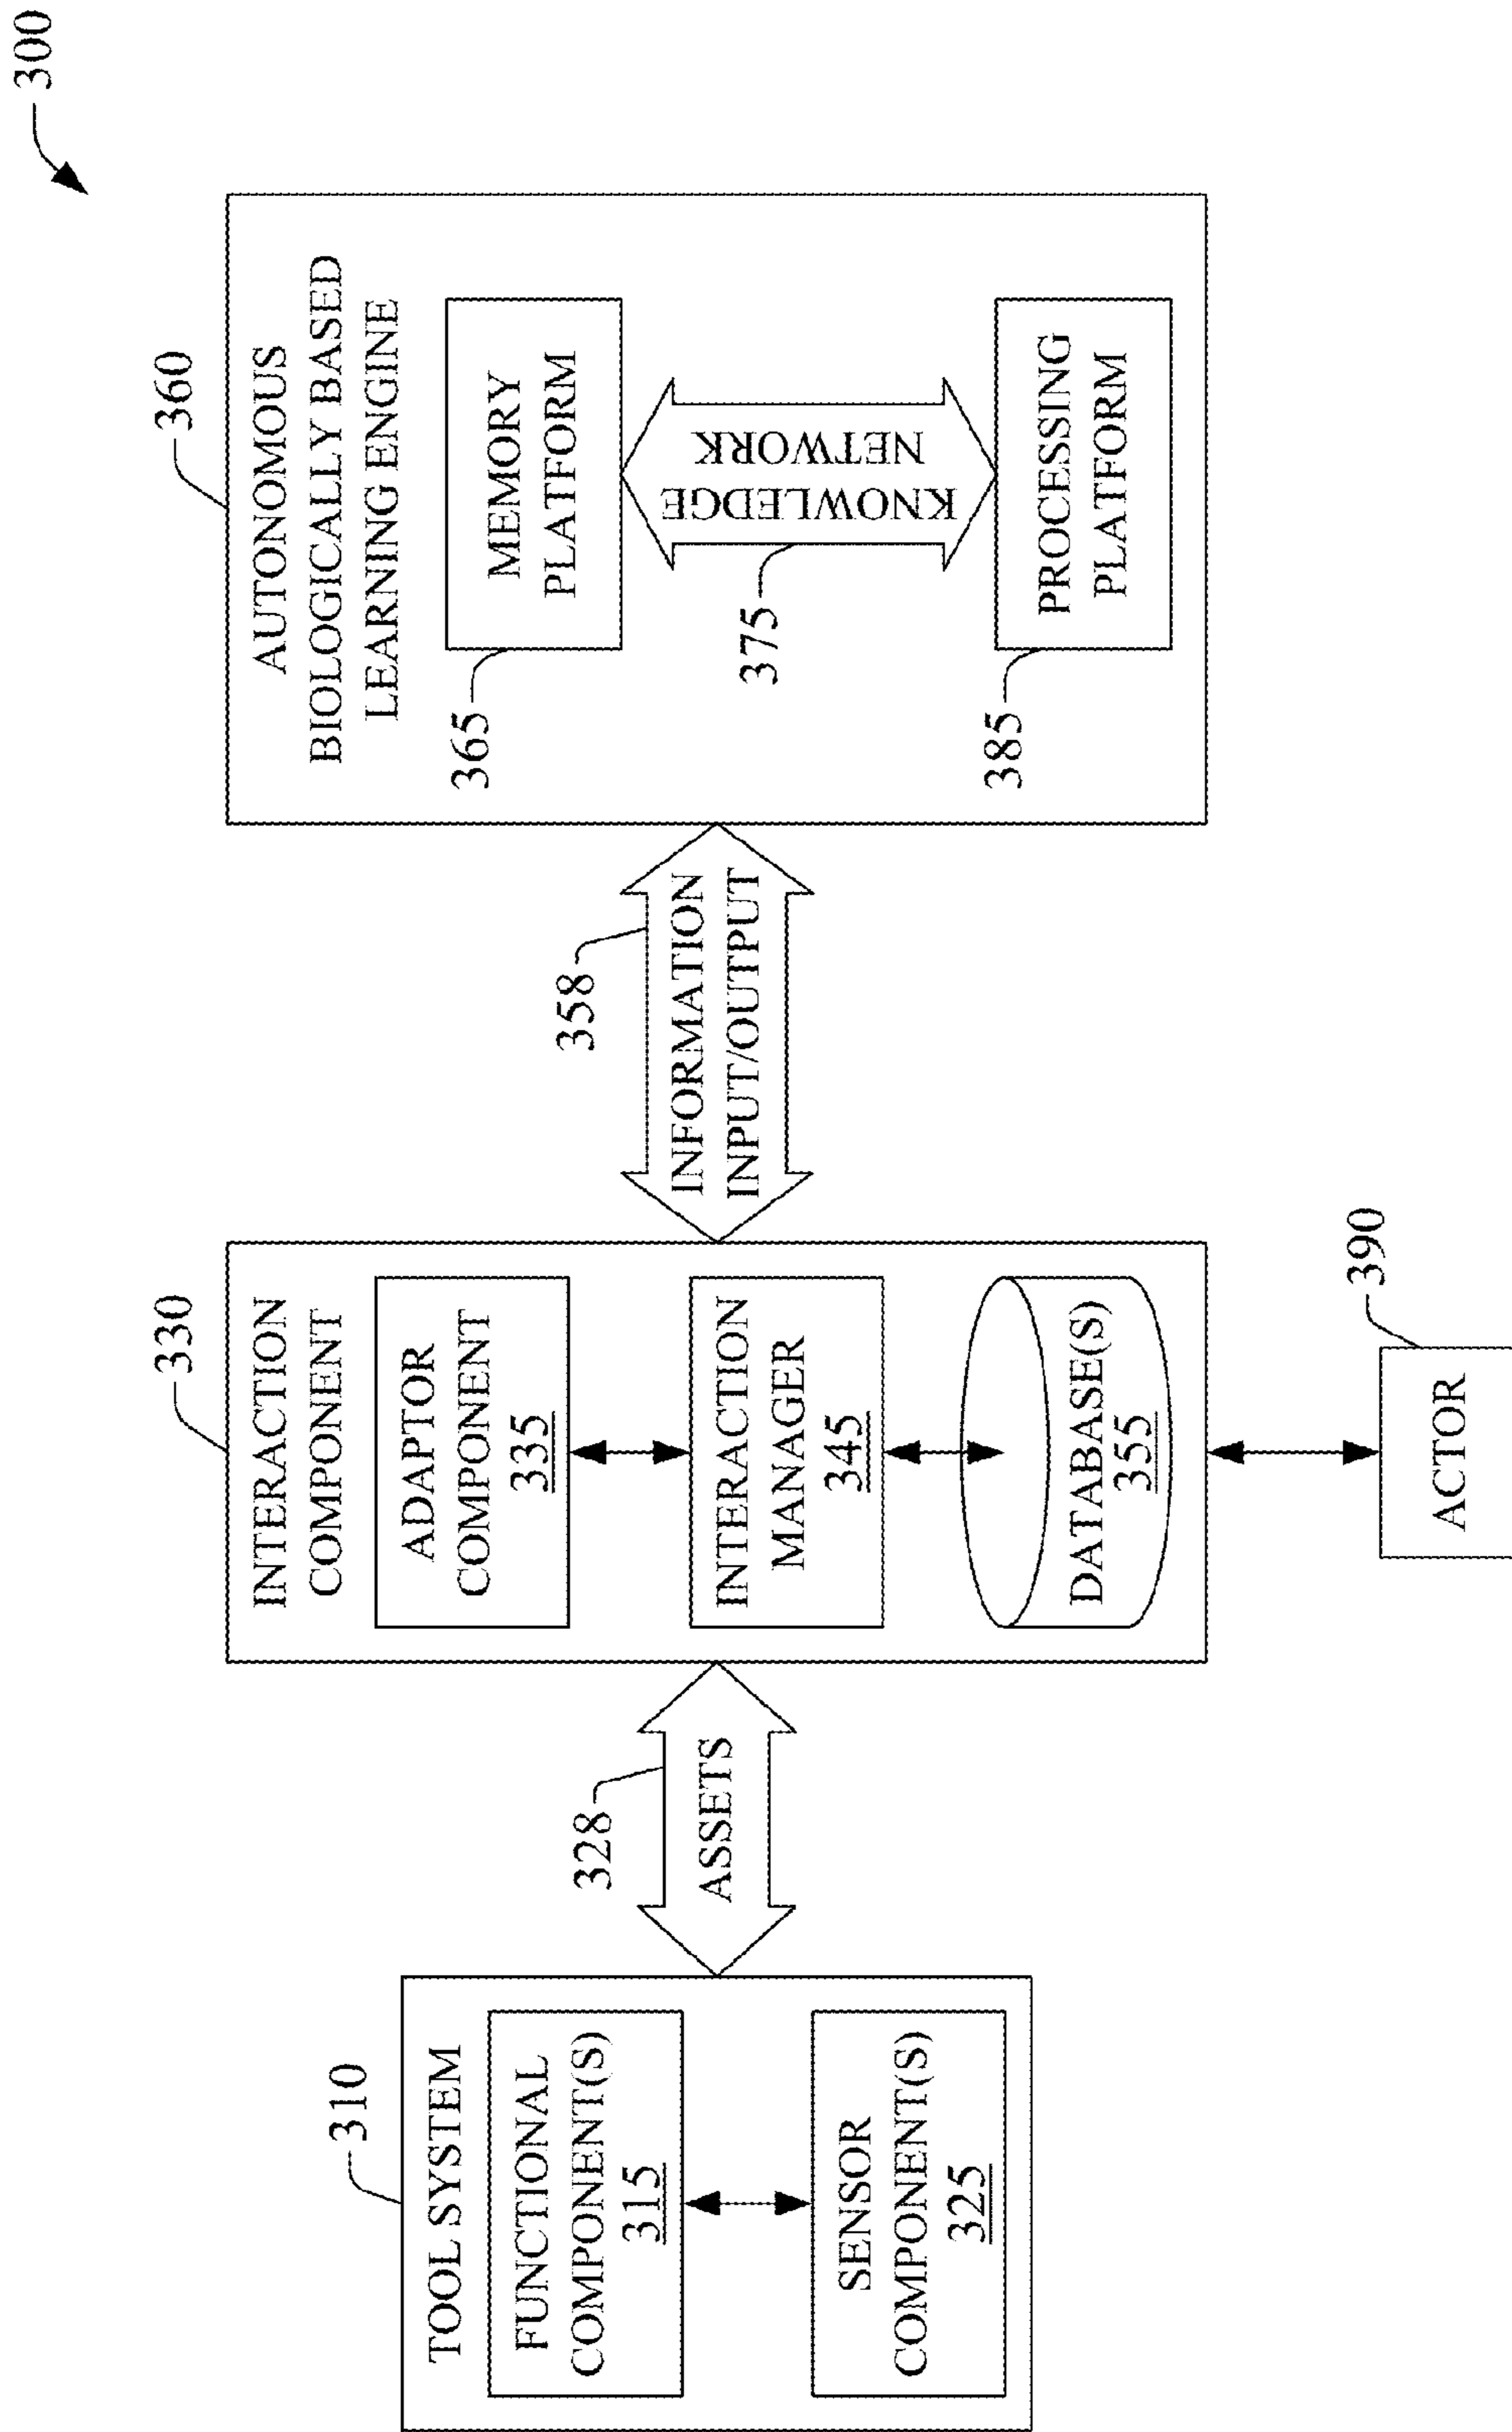 300
310
TOOL SYSTEM
FUNCTIONAL
COMPONENT(S)
315
SENSOR
COMPONENT(S)
325
328
ASSETS
330
INTERACTION
COMPONENT
ADAPTOR
COMPONENT
335
INTERACTION
MANAGER
345
DATABASE(S)
355
390
ACTOR
358
INFORMATION
INPUT/OUTPUT
360
AUTONOMOUS
BIOLOGICALLY BASED
LEARNING ENGINE
MEMORY
PLATFORM
365
KNOWLEDGE
NETWORK
375
PROCESSING
PLATFORM
385